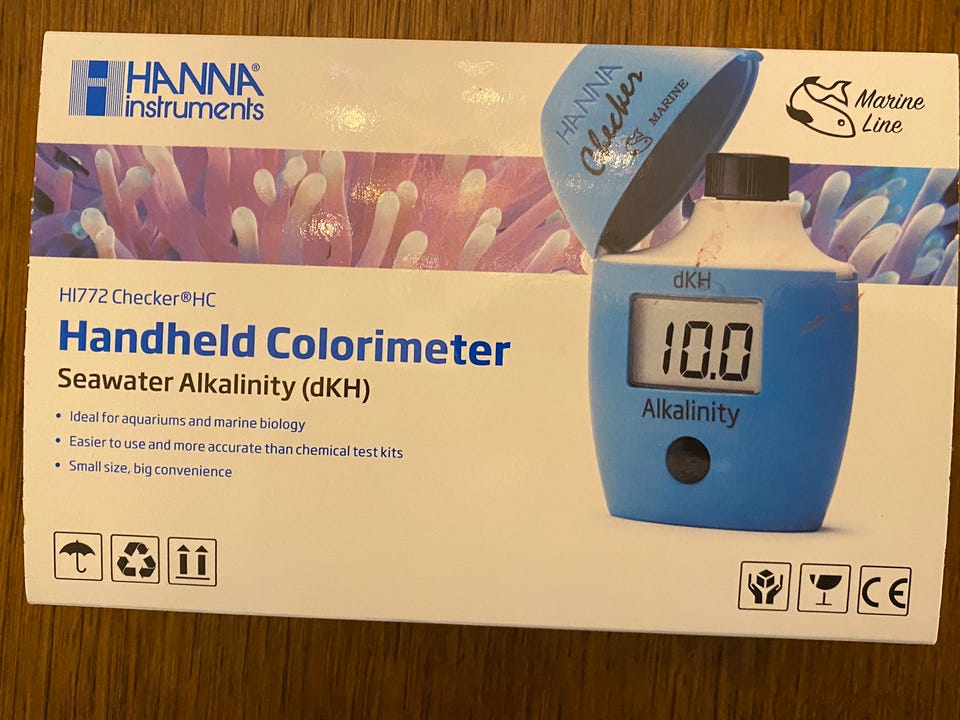 HANNA®
instruments
HANNA
Checker
MARINE
Marine
Line
HI772 Checker®HC
Handheld Colorimeter
Seawater Alkalinity (dKH)
• Ideal for aquariums and marine biology
• Easier to use and more accurate than chemical test kits
• Small size, big convenience
dKH
10.0
Alkalinity
CE